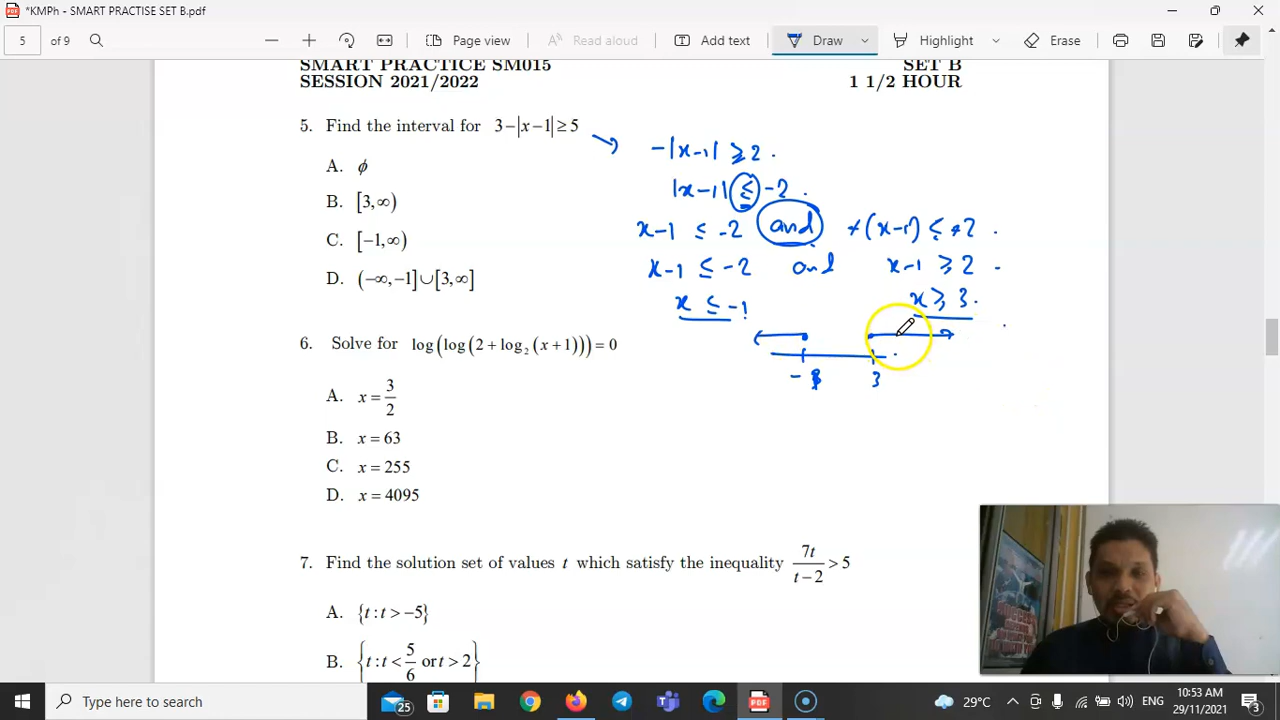 *KMPh - SMART PRACTISE SET B.pdf
5 of 9 Page view Read aloud Add text Draw Highlight Erase
SMART PRACTICE SM015 SET B
SESSION 2021/2022 1 1/2 HOUR
5. Find the interval for 3−|x−1|≥5
A. ϕ
B. [3,∞)
C. [−1,∞)
D. (−∞,−1]∪[3,∞]
−|x−1| ≥ 2 .
|x−1| ≤ −2 .
x−1 ≤ −2 and
x−1 ≤ −2 and x−1 ≥ 2
x ≤ −1 x ≥ 3 .
3
6. Solve for log(log(2+log₂(x+1)))=0
A. x = 3/2
B. x = 63
C. x = 255
D. x = 4095
7. Find the solution set of values t which satisfy the inequality 7t/(t−2) > 5
A. {t:t>−5}
B. {t:t<5/6 or t>2}
Type here to search
25
29°C
ENG
10:53 AM
29/11/2021
3